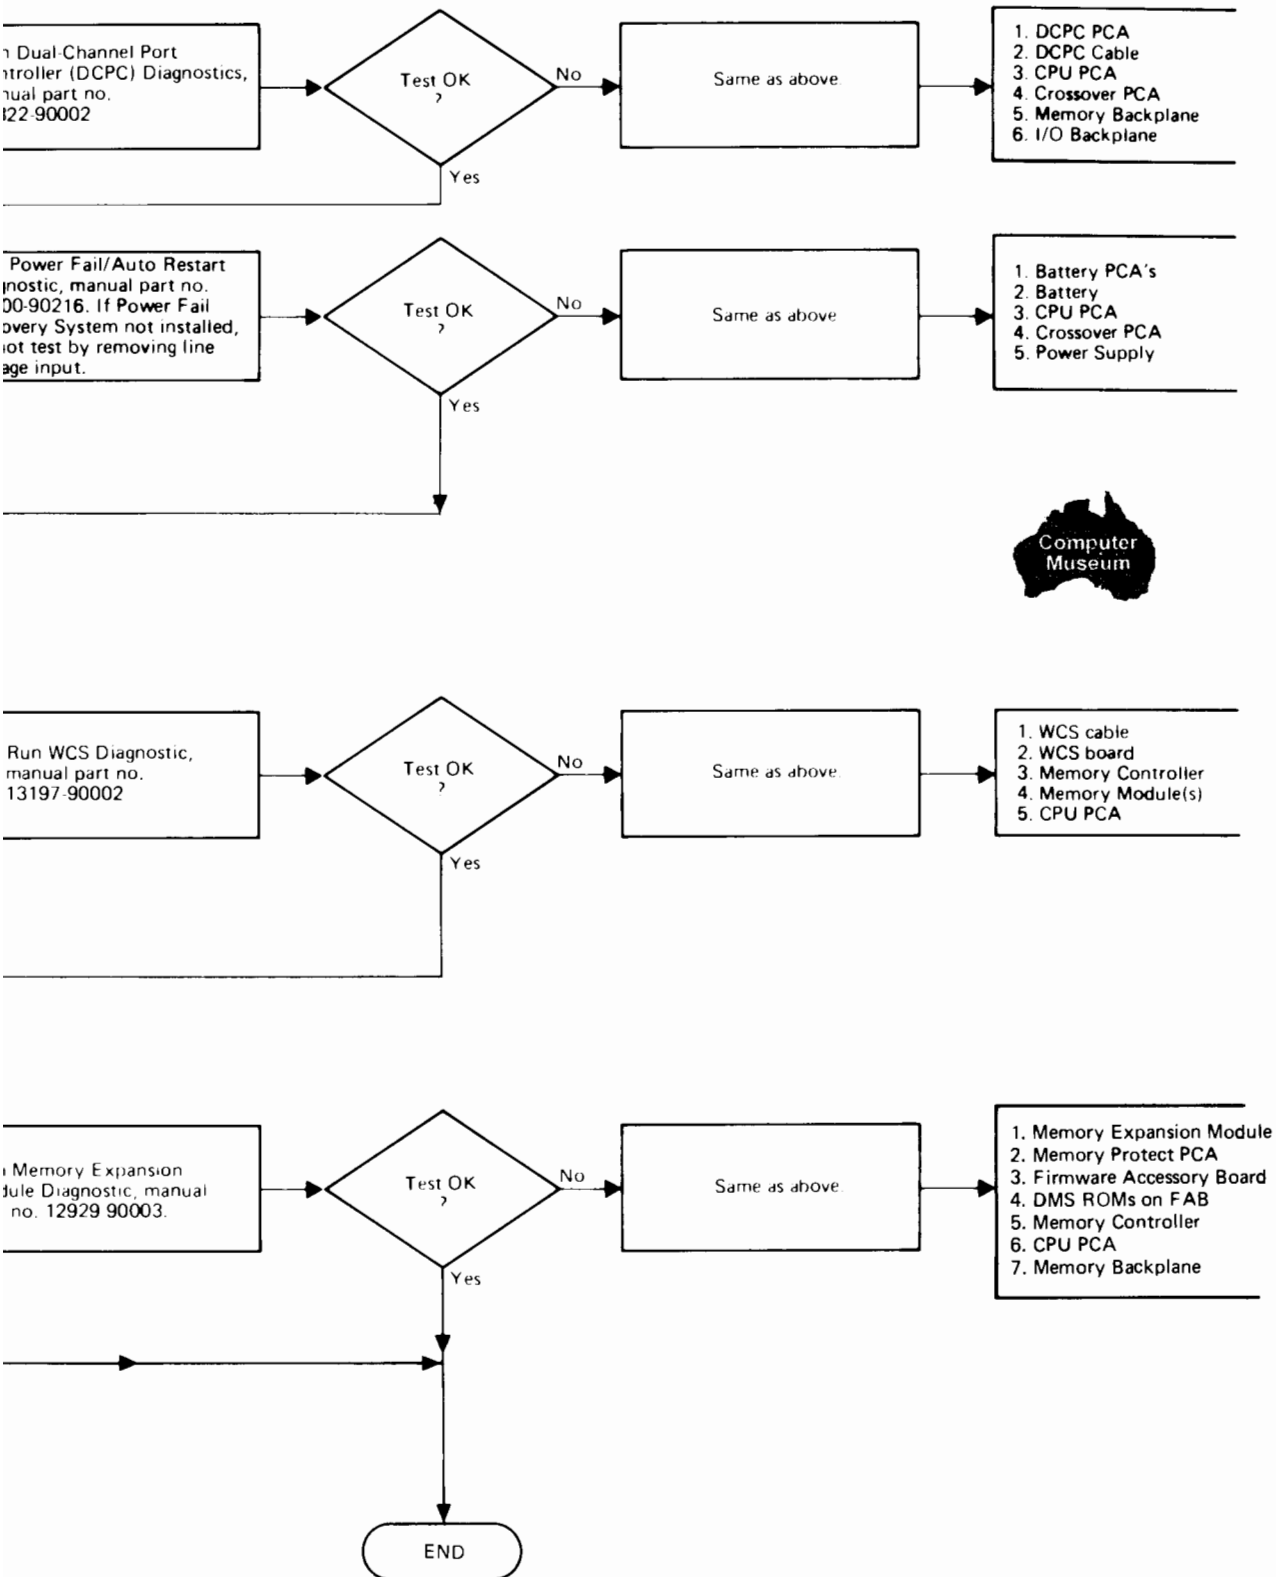 n Dual-Channel Port
ntroller (DCPC) Diagnostics,
nual part no.
322-90002
Test OK
?
No
Yes
Same as above.
1. DCPC PCA
2. DCPC Cable
3. CPU PCA
4. Crossover PCA
5. Memory Backplane
6. I/O Backplane
Power Fail/Auto Restart
gnostic, manual part no.
00-90216. If Power Fail
overy System not installed,
not test by removing line
age input.
Test OK
?
No
Yes
Same as above
1. Battery PCA's
2. Battery
3. CPU PCA
4. Crossover PCA
5. Power Supply
Computer
Museum
Run WCS Diagnostic,
manual part no.
13197-90002
Test OK
?
No
Yes
Same as above.
1. WCS cable
2. WCS board
3. Memory Controller
4. Memory Module(s)
5. CPU PCA
Memory Expansion
dule Diagnostic, manual
no. 12929 90003.
Test OK
?
No
Yes
Same as above.
1. Memory Expansion Module
2. Memory Protect PCA
3. Firmware Accessory Board
4. DMS ROMs on FAB
5. Memory Controller
6. CPU PCA
7. Memory Backplane
END